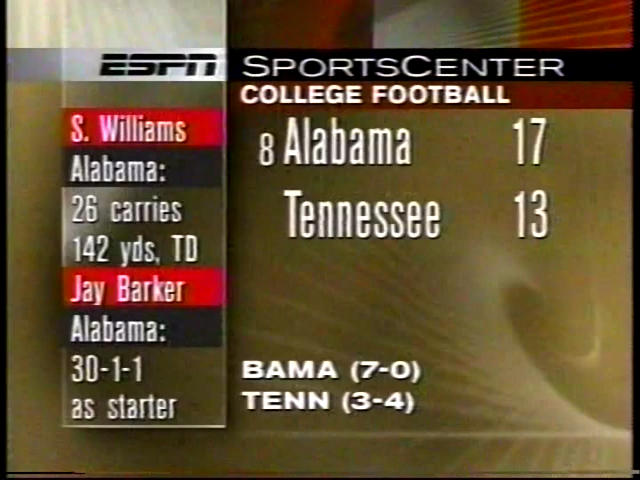 ESPN SPORTSCENTER
COLLEGE FOOTBALL
8 Alabama 17
Tennessee 13
BAMA (7-0)
TENN (3-4)
S. Williams
Alabama:
26 carries
142 yds, TD
Jay Barker
Alabama:
30-1-1
as starter